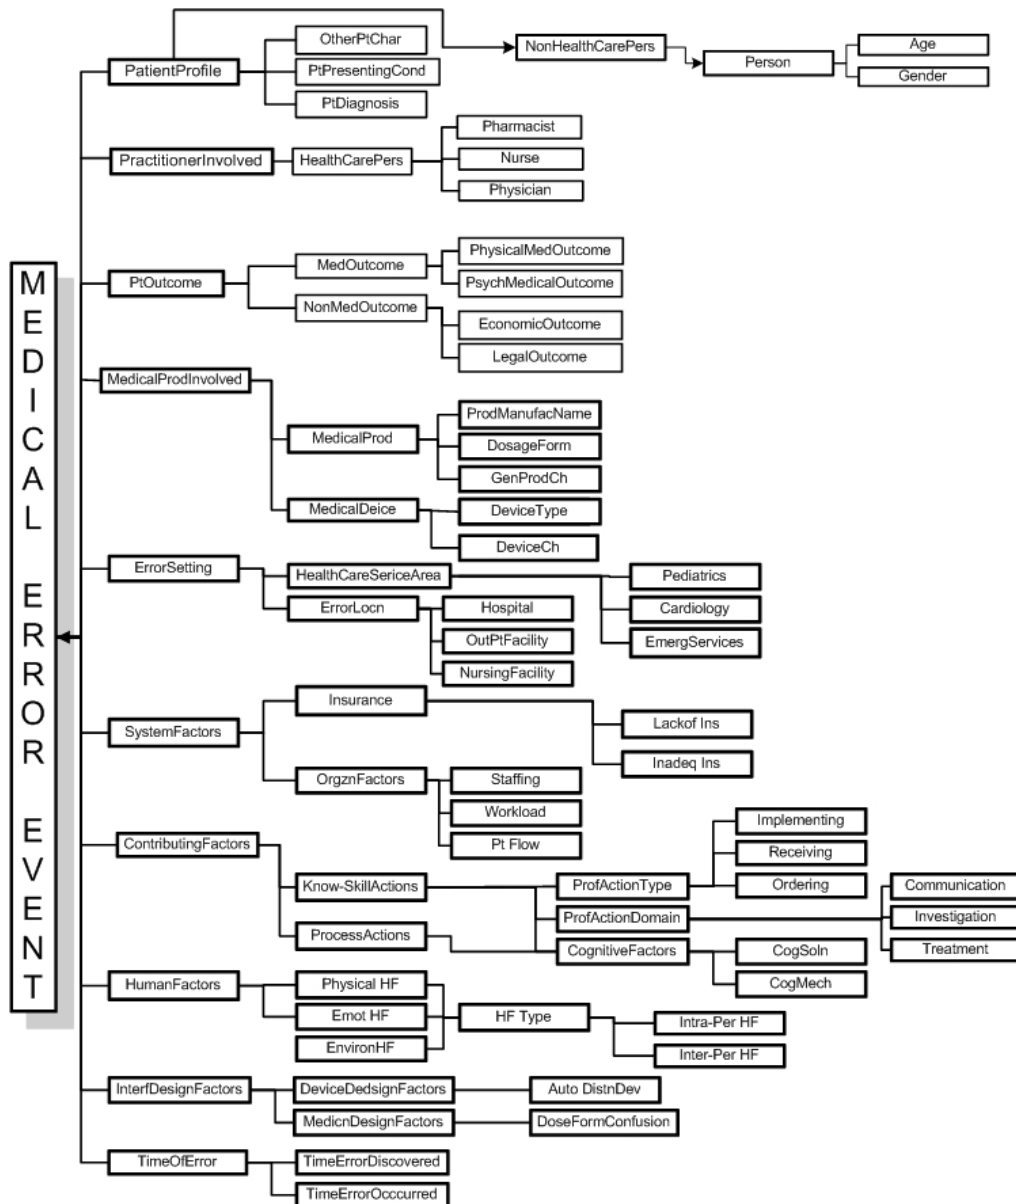 MEDICAL ERROR EVENT
PatientProfile
OtherPtChar
PtPresentingCond
PtDiagnosis
NonHealthCarePers
Person
Age
Gender
PractitionerInvolved
HealthCarePers
Pharmacist
Nurse
Physician
PtOutcome
MedOutcome
PhysicalMedOutcome
PsychMedicalOutcome
NonMedOutcome
EconomicOutcome
LegalOutcome
MedicalProdInvolved
MedicalProd
ProdManufacName
DosageForm
GenProdCh
MedicalDeice
DeviceType
DeviceCh
ErrorSetting
HealthCareSericeArea
Pediatrics
Cardiology
EmergServices
ErrorLocn
Hospital
OutPtFacility
NursingFacility
SystemFactors
Insurance
Lackof Ins
Inadeq Ins
OrgznFactors
Staffing
Workload
Pt Flow
ContributingFactors
Know-SkillActions
ProcessActions
ProfActionType
Implementing
Receiving
Ordering
ProfActionDomain
Communication
Investigation
Treatment
CognitiveFactors
CogSoln
CogMech
HumanFactors
Physical HF
Emot HF
EnvironHF
HF Type
Intra-Per HF
Inter-Per HF
InterfDesignFactors
DeviceDedsignFactors
Auto DistnDev
MedicnDesignFactors
DoseFormConfusion
TimeOfError
TimeErrorDiscovered
TimeErrorOcccurred